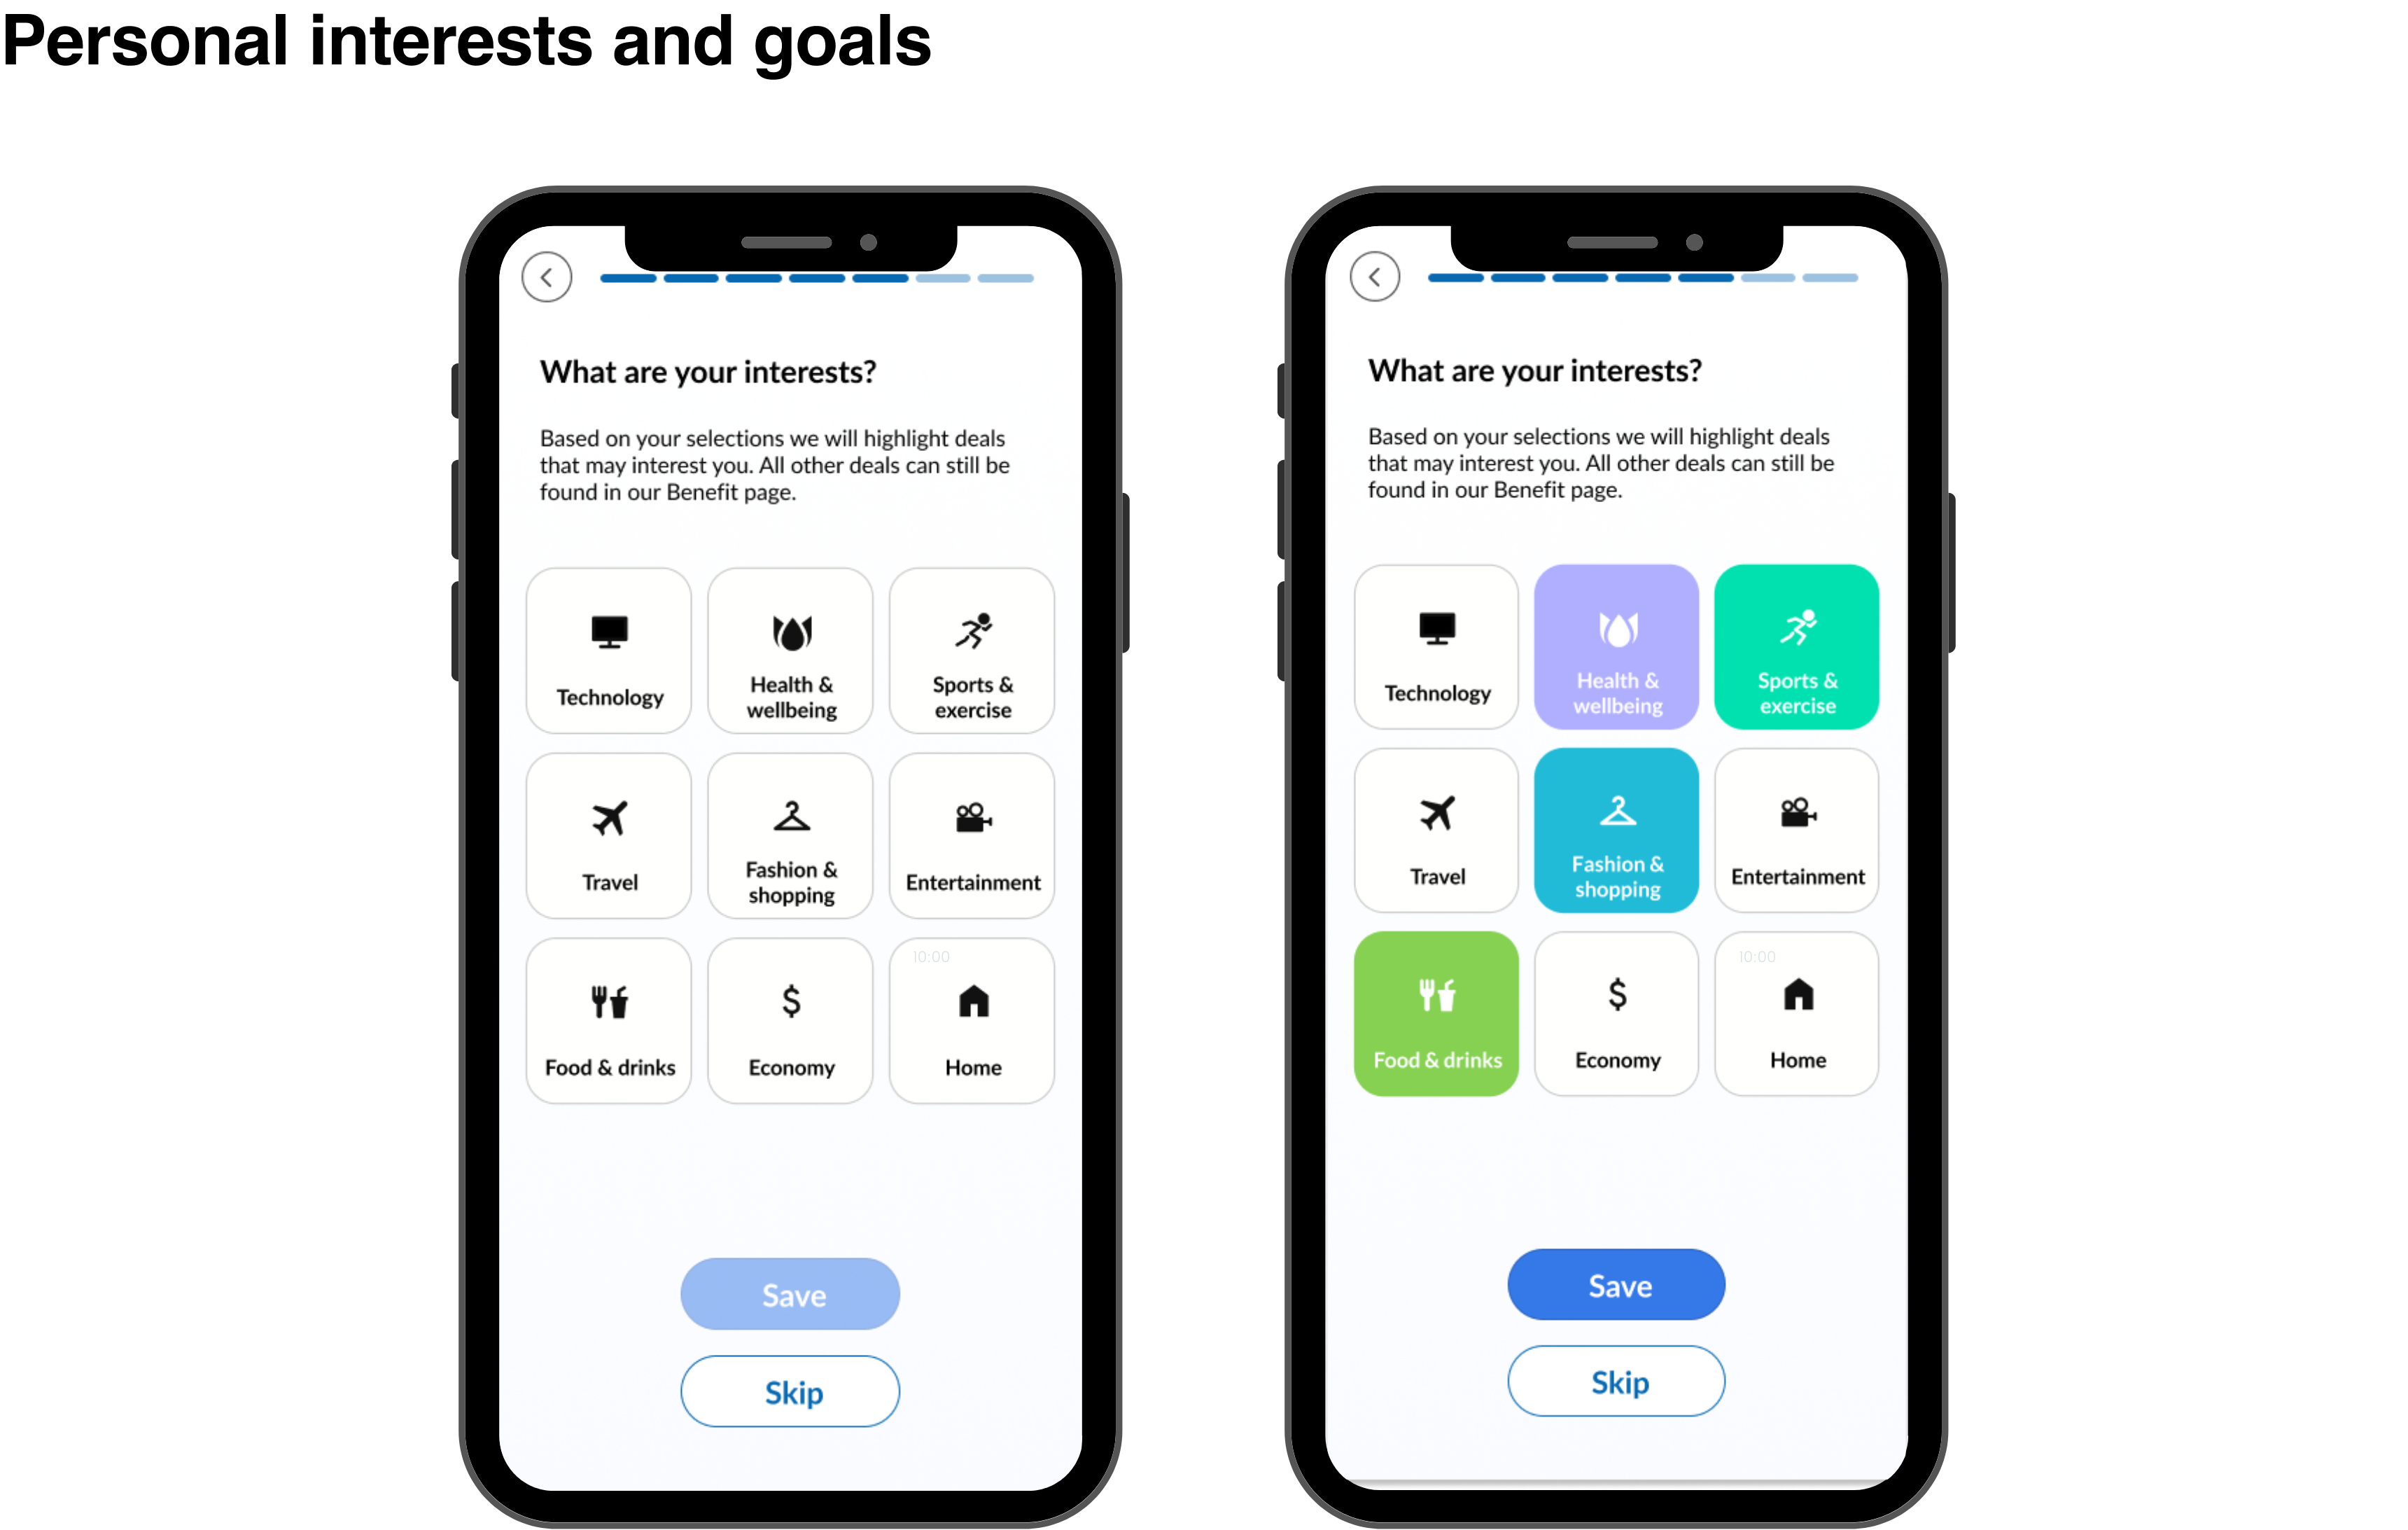 Personal interests and goals
What are your interests?
Based on your selections we will highlight deals
that may interest you. All other deals can still be
found in our Benefit page.
Technology
Health &
wellbeing
Sports &
exercise
Travel
Fashion &
shopping
Entertainment
10:00
Food & drinks
Economy
Home
Save
Skip
What are your interests?
Based on your selections we will highlight deals
that may interest you. All other deals can still be
found in our Benefit page.
Technology
Health &
wellbeing
Sports &
exercise
Travel
Fashion &
shopping
Entertainment
10:00
Food & drinks
Economy
Home
Save
Skip